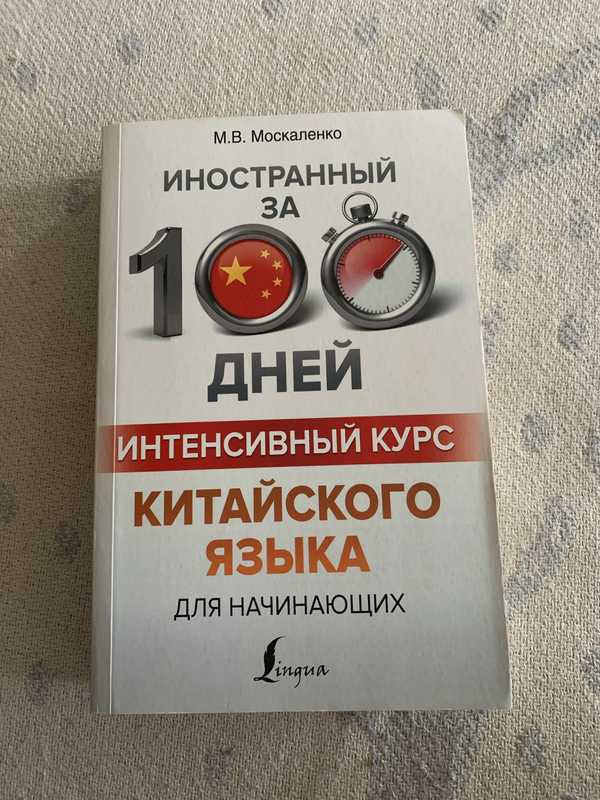 М.В. Москаленко
ИНОСТРАННЫЙ
ЗА
100
ДНЕЙ
ИНТЕНСИВНЫЙ КУРС
КИТАЙСКОГО
ЯЗЫКА
ДЛЯ НАЧИНАЮЩИХ
Lingua